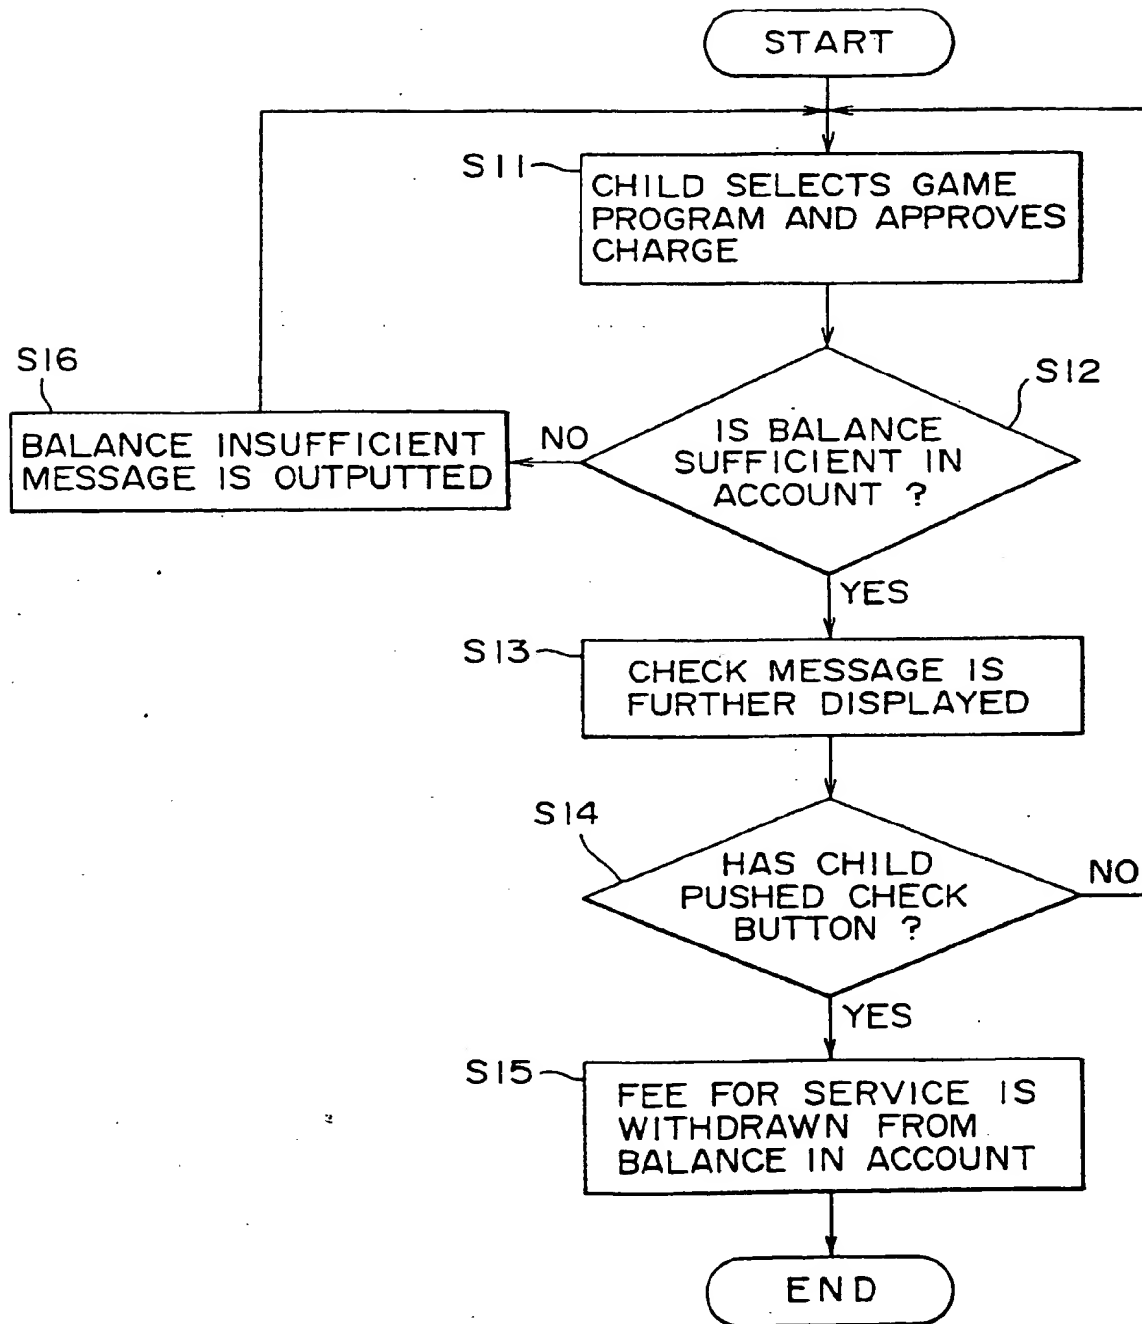 START
S11
CHILD SELECTS GAME
PROGRAM AND APPROVES
CHARGE
S16
S12
BALANCE INSUFFICIENT
MESSAGE IS OUTPUTTED
NO
IS BALANCE
SUFFICIENT IN
ACCOUNT ?
YES
S13
CHECK MESSAGE IS
FURTHER DISPLAYED
S14
HAS CHILD
PUSHED CHECK
BUTTON ?
NO
YES
S15
FEE FOR SERVICE IS
WITHDRAWN FROM
BALANCE IN ACCOUNT
END